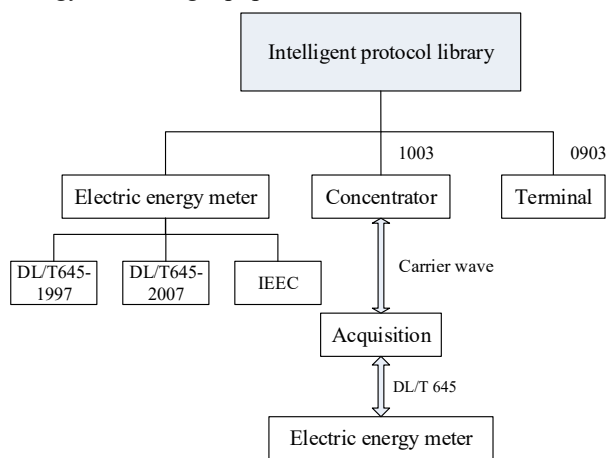 Intelligent protocol library
1003
0903
Electric energy meter
Concentrator
Terminal
DL/T645-
1997
DL/T645-
2007
IEEC
Carrier wave
Acquisition
DL/T 645
Electric energy meter